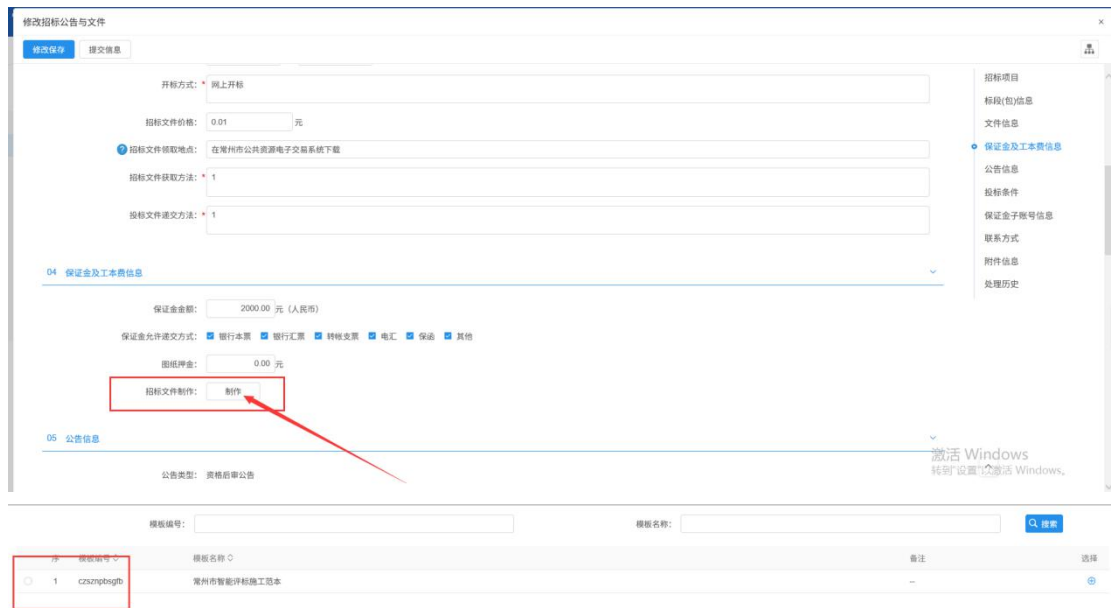 修改招标公告与文件 ×
修改保存 提交信息
开标方式： * 网上开标
招标文件价格： 0.01 元
? 招标文件领取地点： 在常州市公共资源电子交易系统下载
招标文件获取方法： * 1
投标文件递交方法： * 1
04 保证金及工本费信息
保证金金额： 2000.00 元（人民币）
保证金允许递交方式： 银行本票 银行汇票 转帐支票 电汇 保函 其他
图纸押金： 0.00 元
招标文件制作： 制作
05 公告信息
公告类型： 资格后审公告
招标项目
标段(包)信息
文件信息
保证金及工本费信息
公告信息
投标条件
保证金子账号信息
联系方式
附件信息
处理历史
激活 Windows
转到"设置"以激活 Windows。
模板编号： 模板名称： 搜索
序 模板编号 模板名称 备注 选择
1 czsznpbsgfb 常州市智能评标施工范本 –